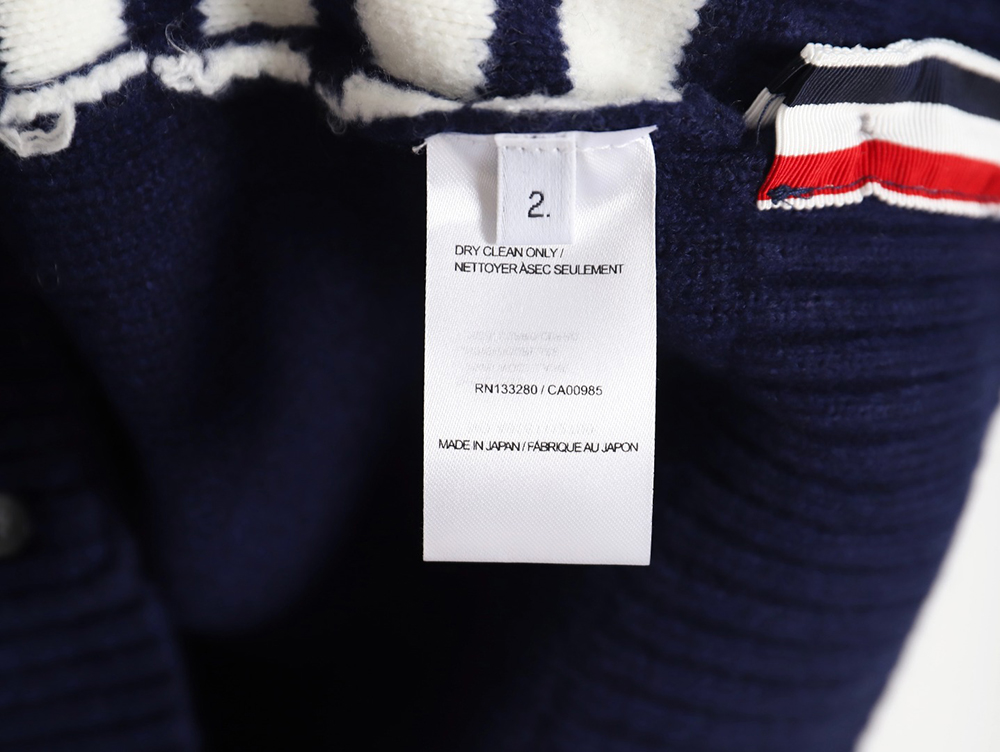 2.
DRY CLEAN ONLY /
NETTOYER ÀSEC SEULEMENT
RN133280 / CA00985
MADE IN JAPAN / FABRIQUE AU JAPON